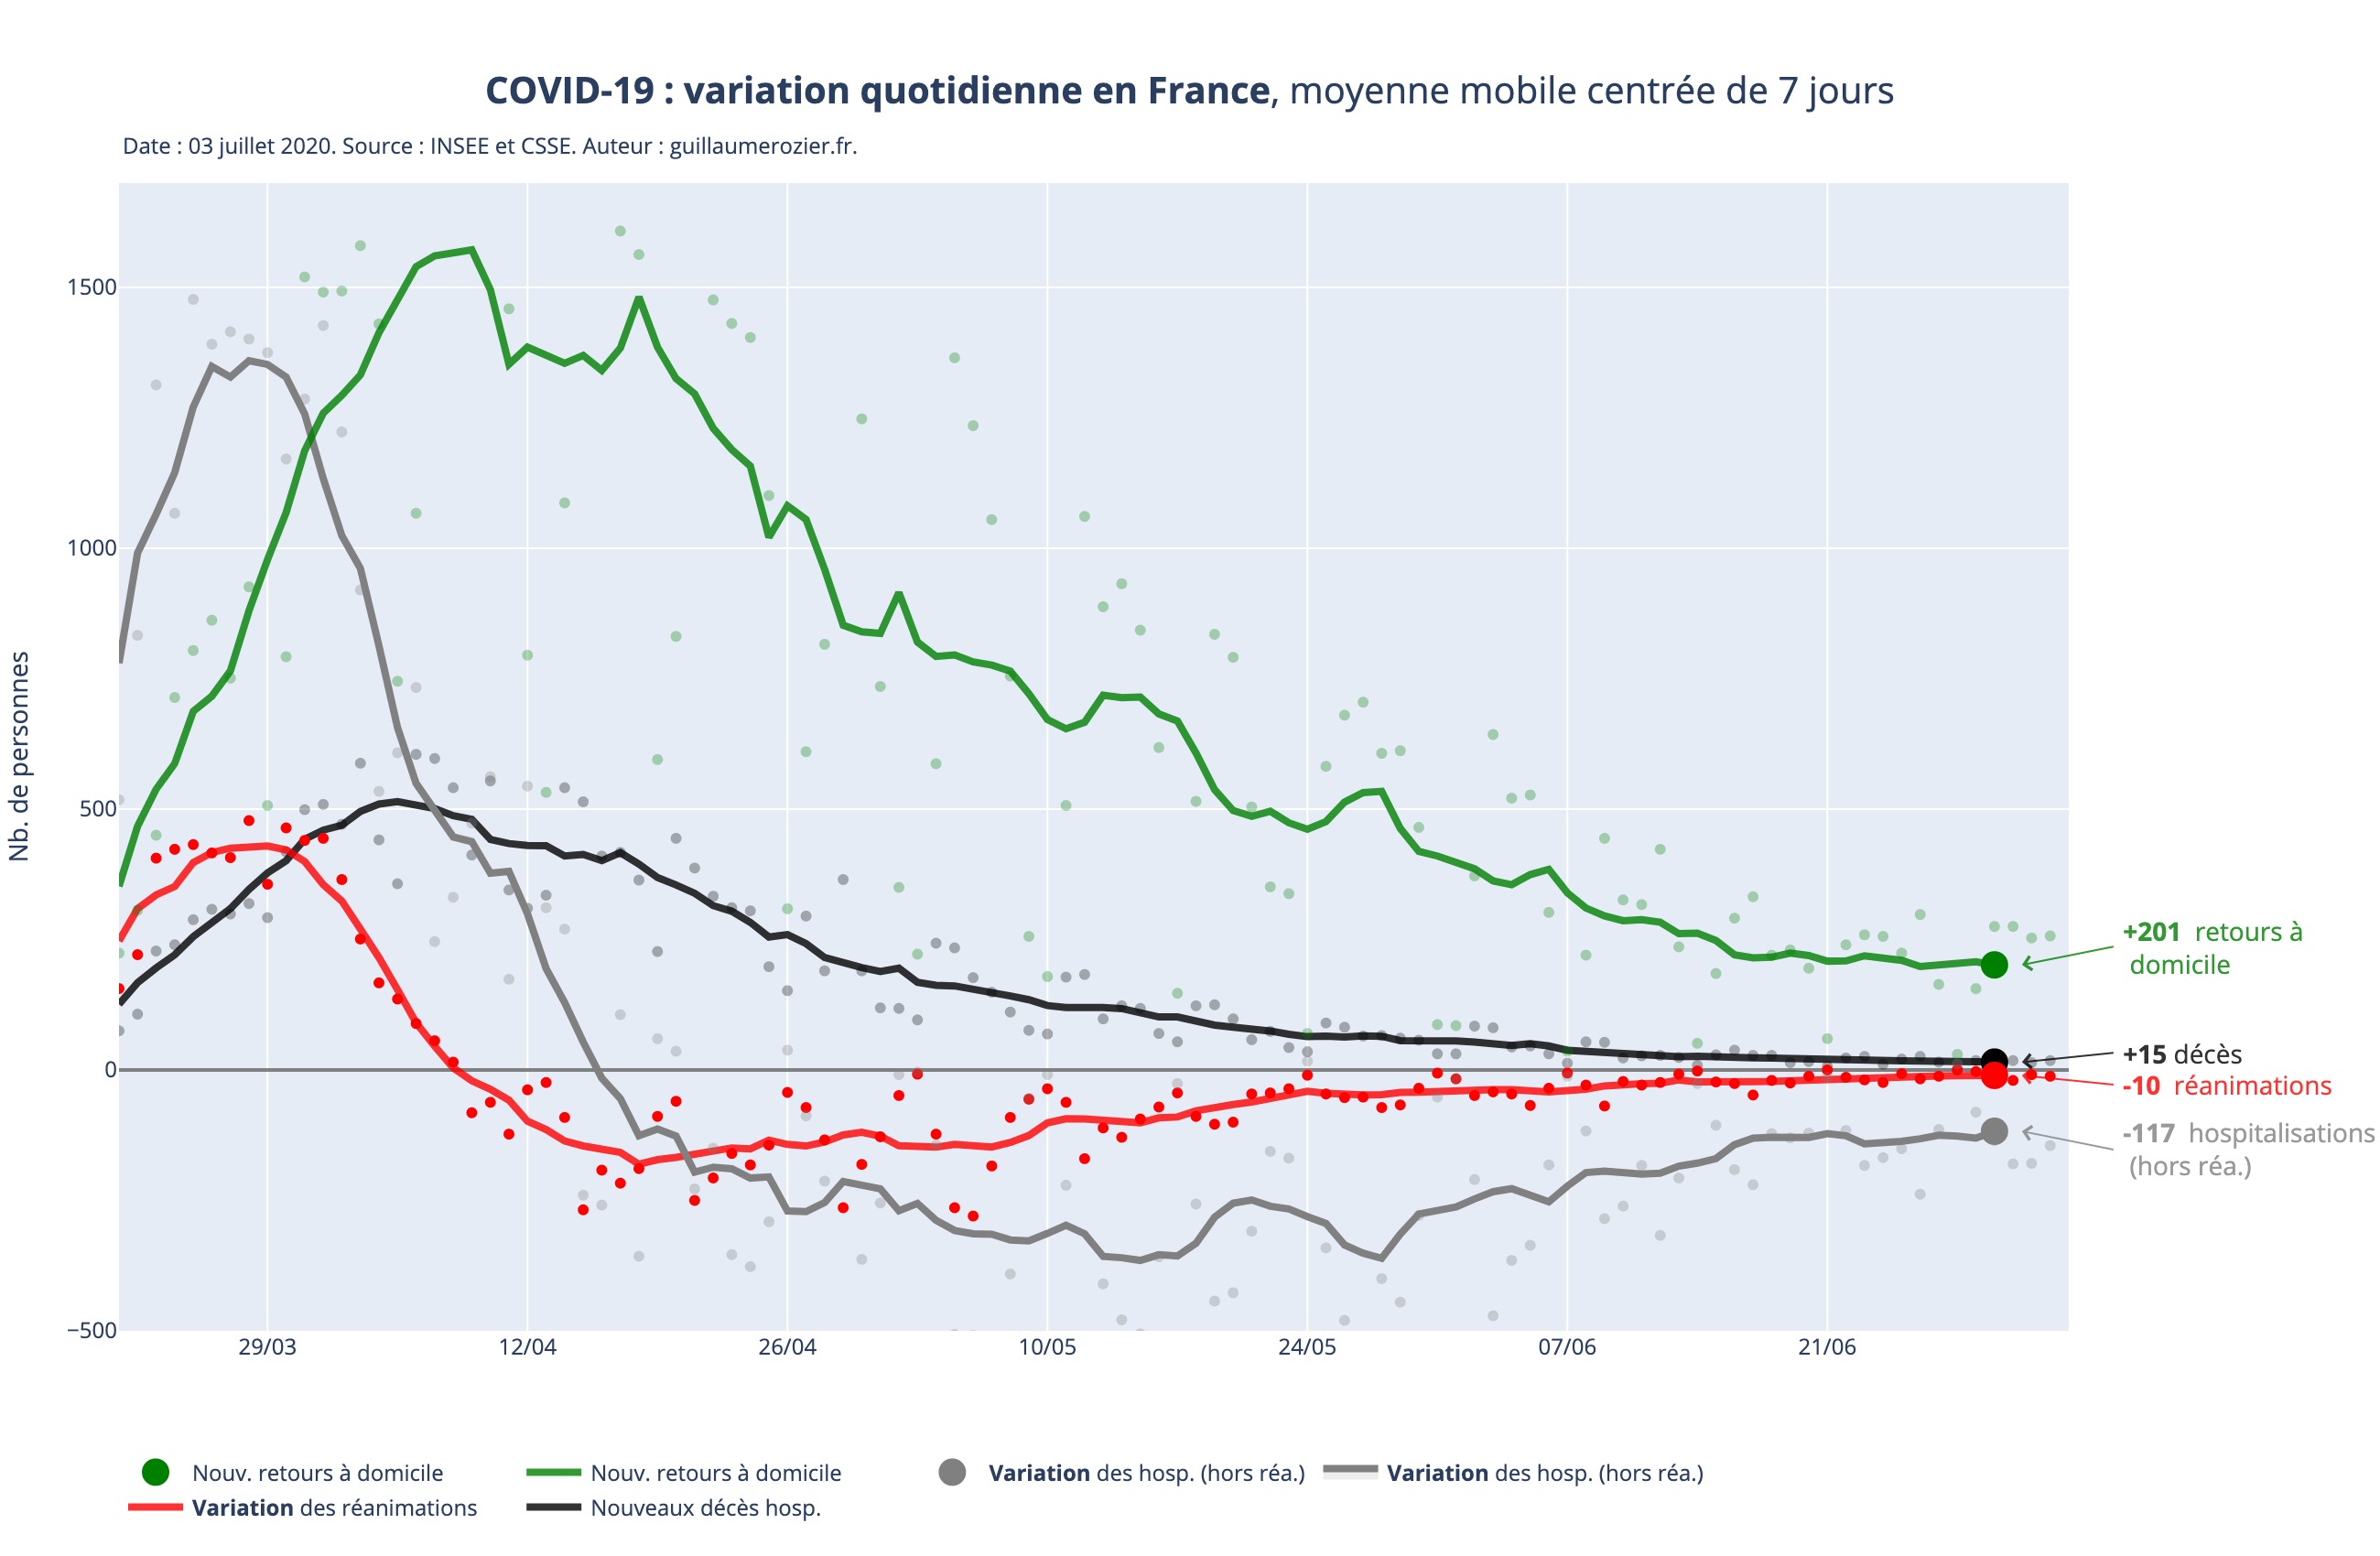 COVID-19 : variation quotidienne en France, moyenne mobile centrée de 7 jours
Date : 03 juillet 2020. Source : INSEE et CSSE. Auteur : guillaumerozier.fr.
Nb. de personnes
1500
1000
500
0
−500
29/03
12/04
26/04
10/05
24/05
07/06
21/06
+201 retours à
domicile
+15 décès
-10 réanimations
-117 hospitalisations
(hors réa.)
Nouv. retours à domicile
Nouv. retours à domicile
Variation des hosp. (hors réa.)
Variation des hosp. (hors réa.)
Variation des réanimations
Nouveaux décès hosp.